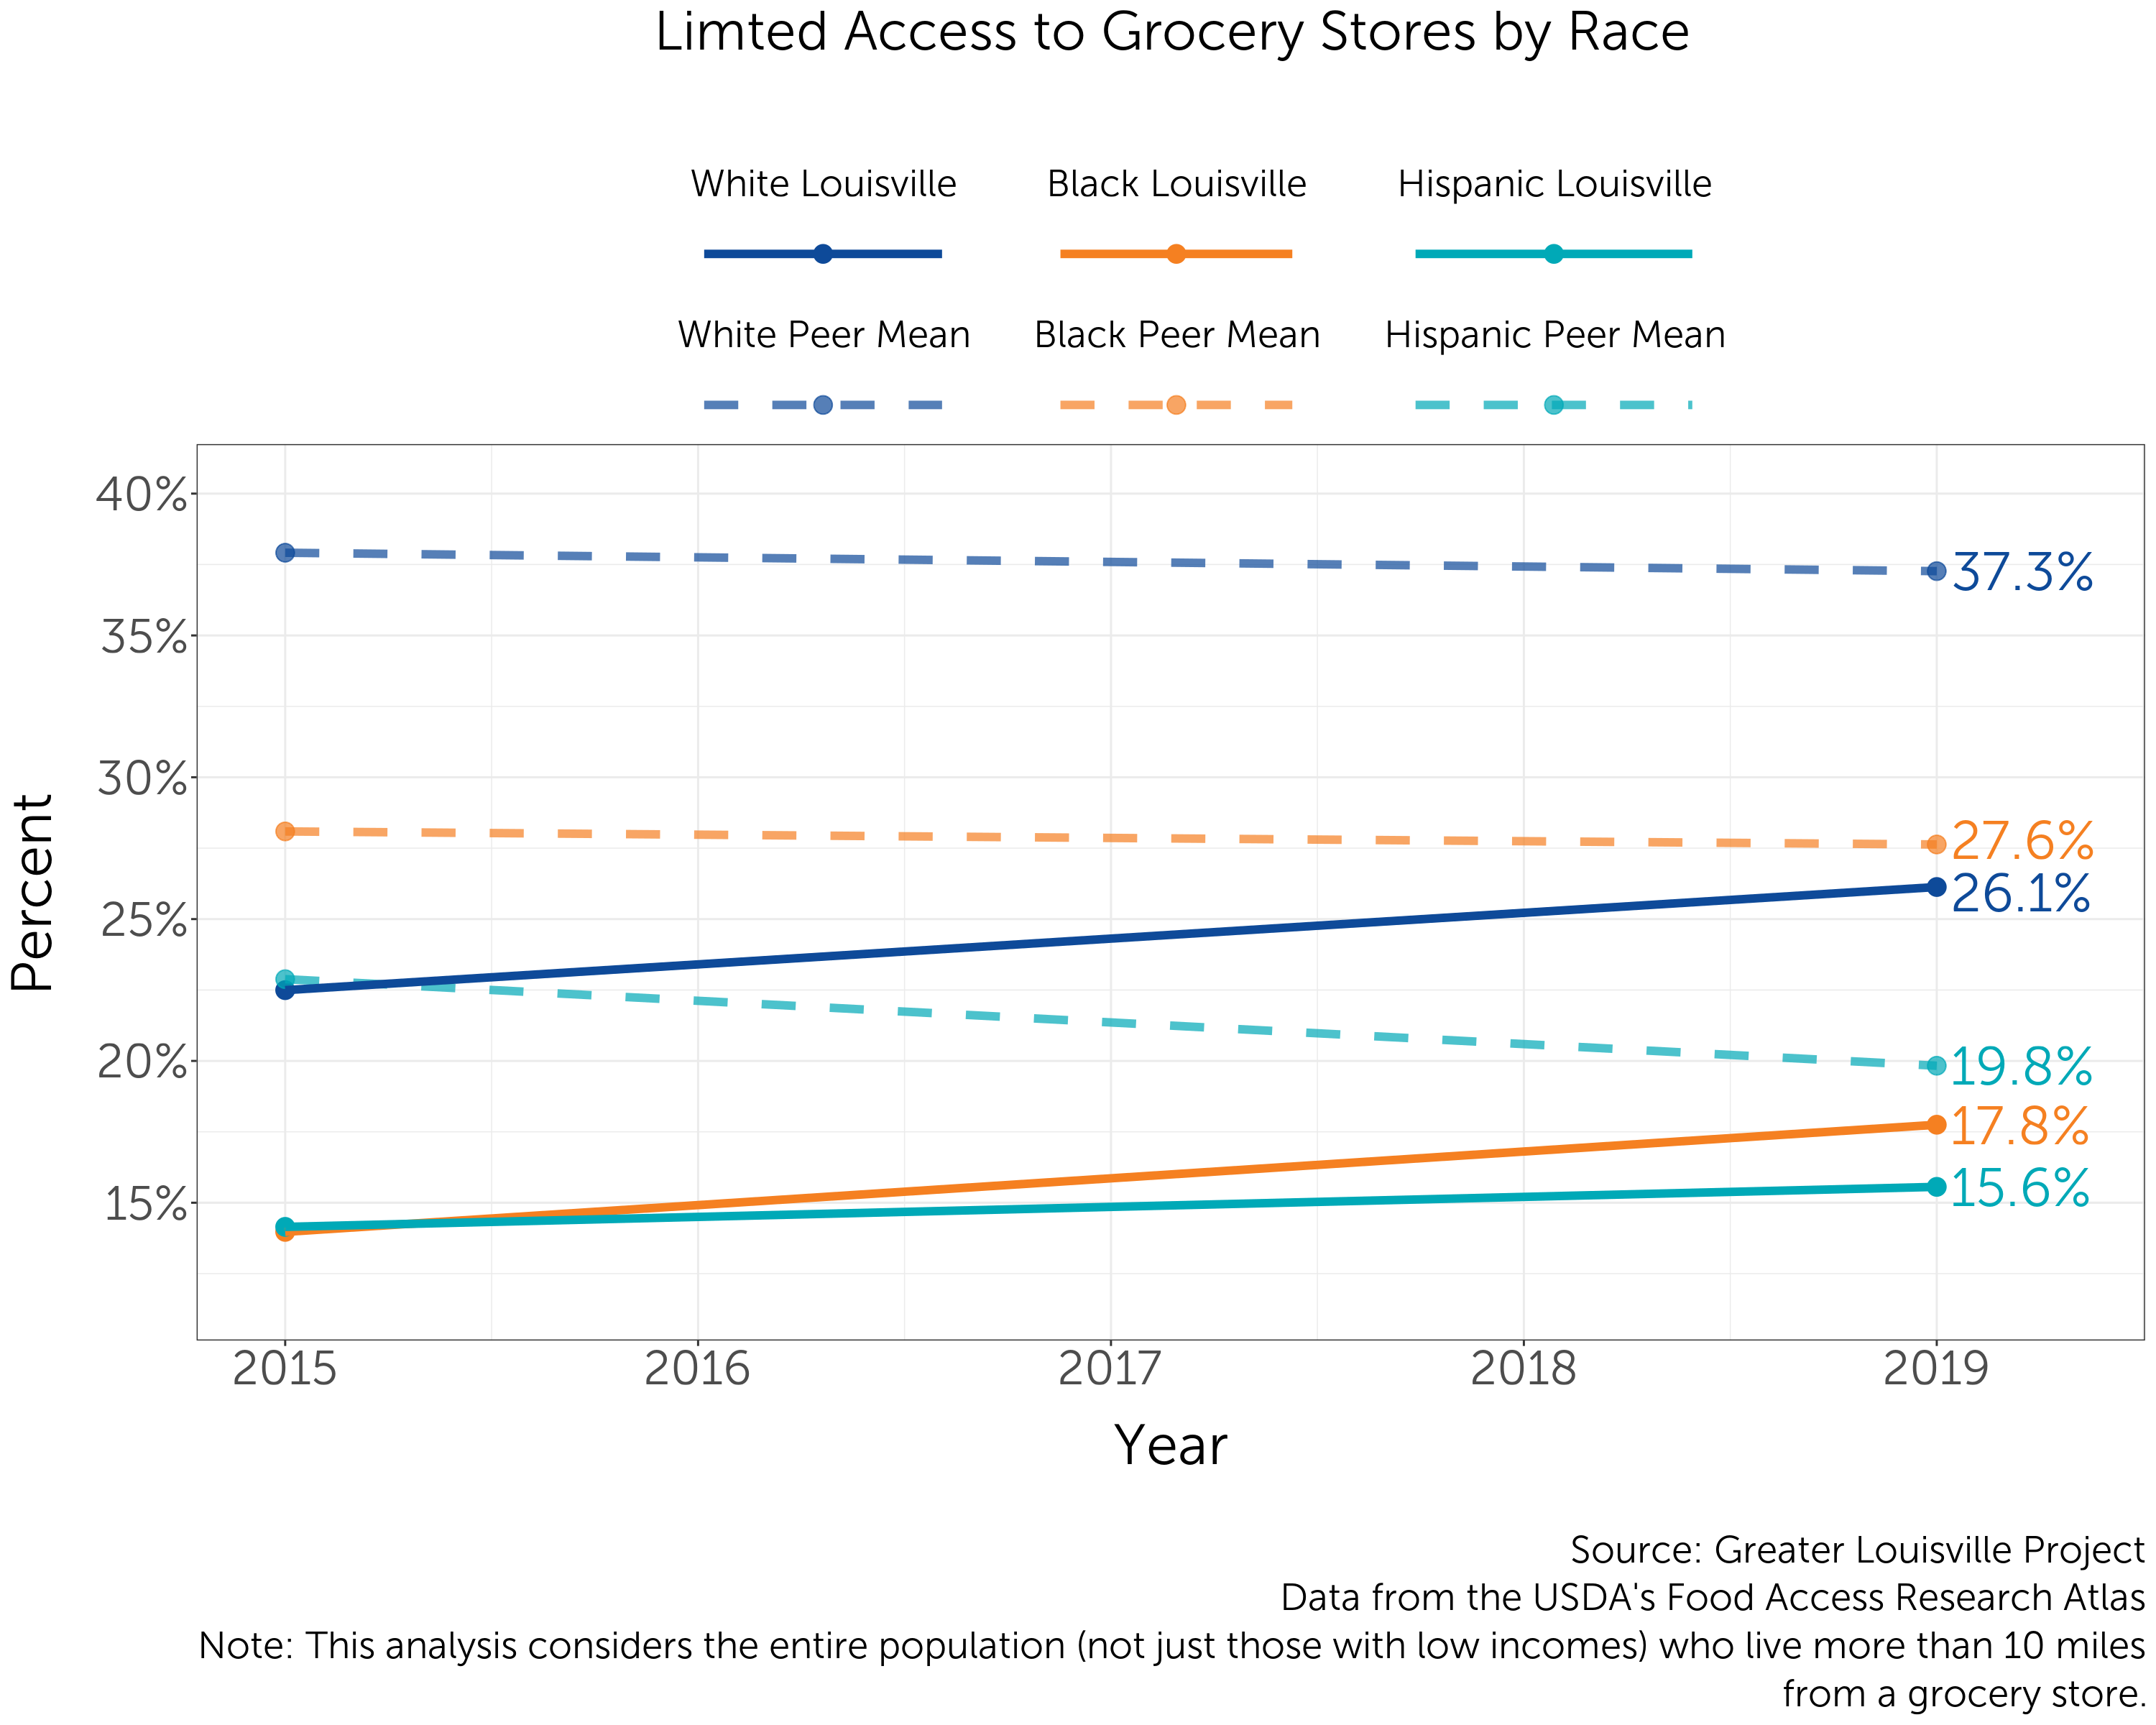 Limted Access to Grocery Stores by Race
White Louisville
Black Louisville
Hispanic Louisville
White Peer Mean
Black Peer Mean
Hispanic Peer Mean
Percent
40%
35%
30%
25%
20%
15%
37.3%
27.6%
26.1%
19.8%
17.8%
15.6%
2015
2016
2017
2018
2019
Year
Source: Greater Louisville Project
Data from the USDA's Food Access Research Atlas
Note: This analysis considers the entire population (not just those with low incomes) who live more than 10 miles
from a grocery store.